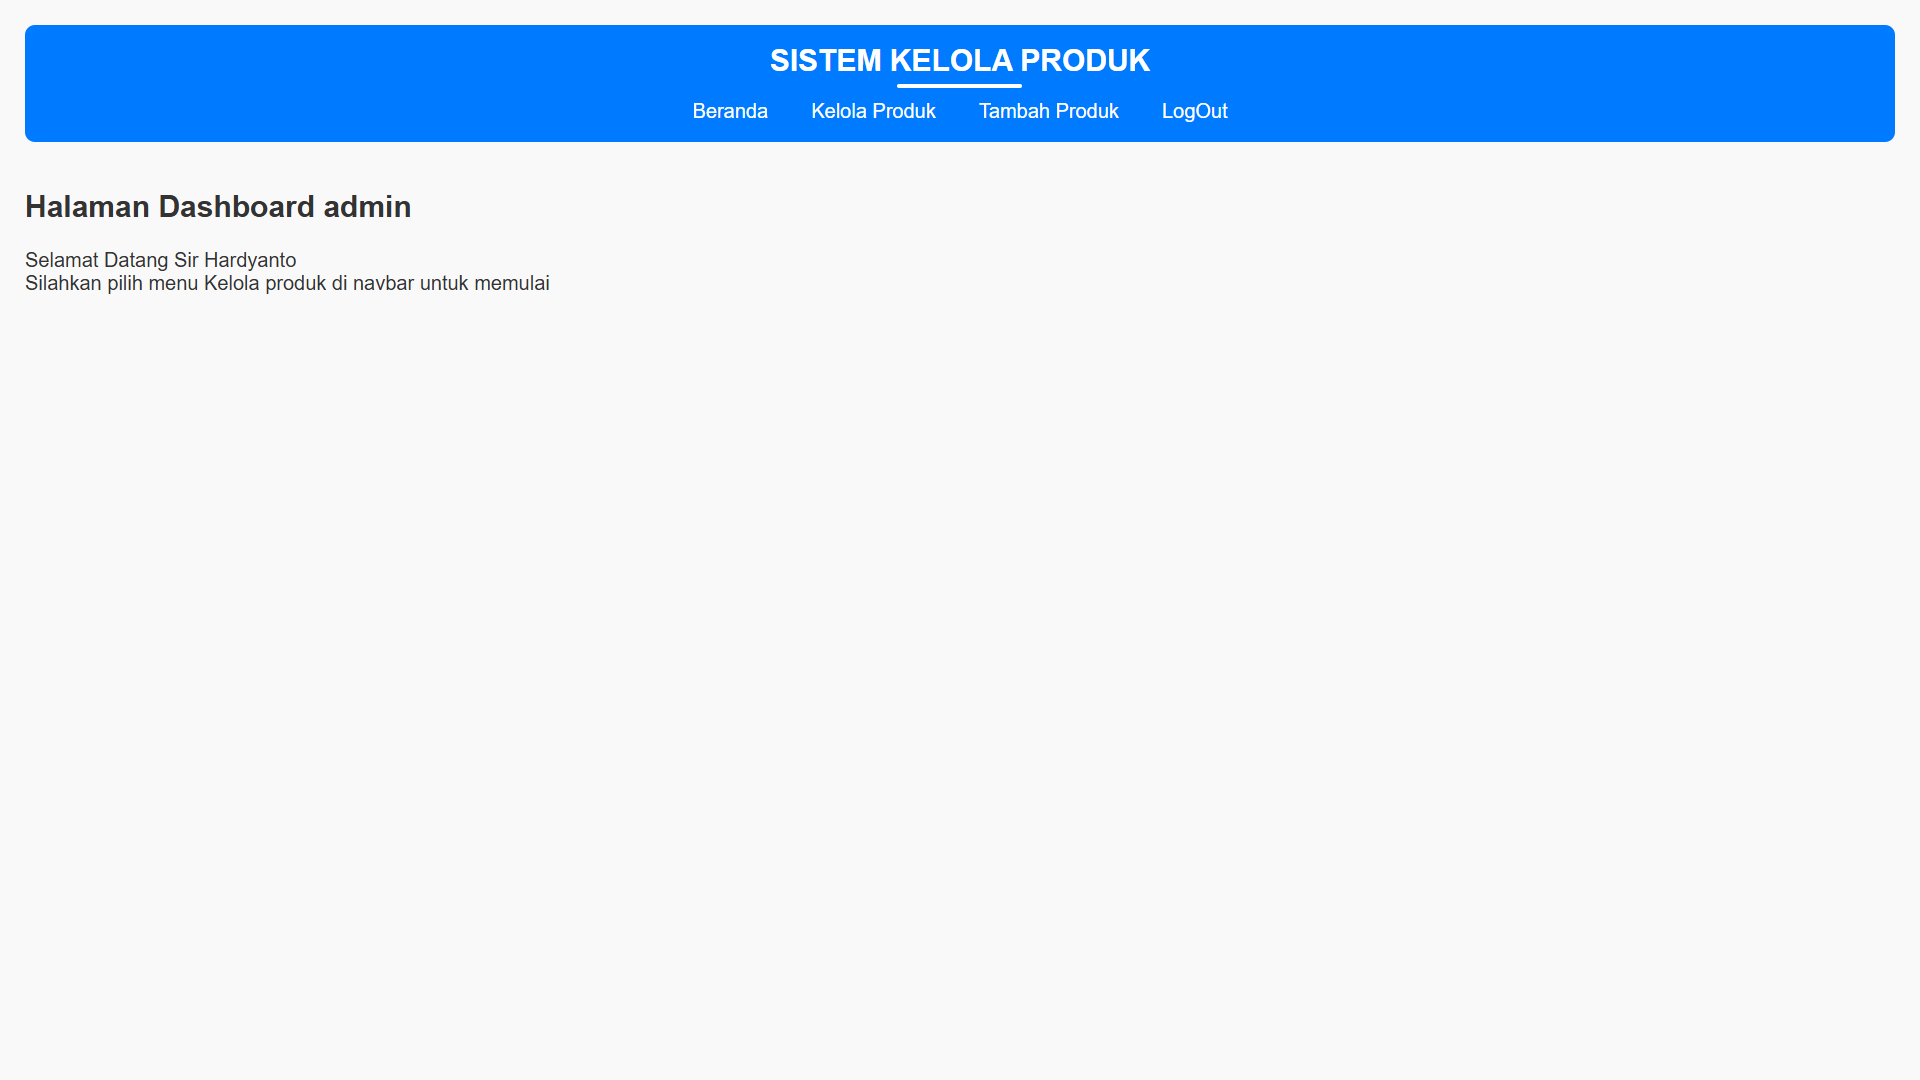 SISTEM KELOLA PRODUK
Beranda Kelola Produk Tambah Produk LogOut
Halaman Dashboard admin
Selamat Datang Sir Hardyanto
Silahkan pilih menu Kelola produk di navbar untuk memulai